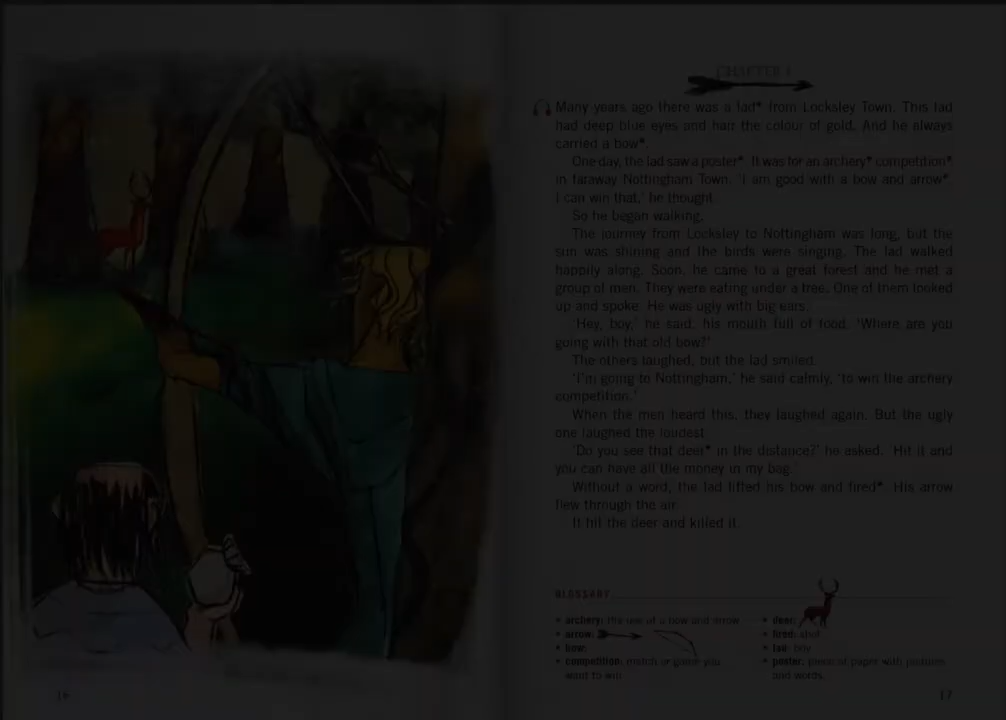 CHAPTER 1
Many years ago there was a lad* from Locksley Town. This lad
had deep blue eyes and hair the colour of gold. And he always
carried a bow*.
One day, the lad saw a poster*. It was for an archery* competition*
in faraway Nottingham Town. 'I am good with a bow and arrow*.
I can win that,' he thought.
So he began walking.
The journey from Locksley to Nottingham was long, but the
sun was shining and the birds were singing. The lad walked
happily along. Soon, he came to a great forest and he met a
group of men. They were eating under a tree. One of them looked
up and spoke. He was ugly with big ears.
'Hey, boy,' he said, his mouth full of food. 'Where are you
going with that old bow?'
The others laughed, but the lad smiled.
'I'm going to Nottingham,' he said calmly, 'to win the archery
competition.'
When the men heard this, they laughed again. But the ugly
one laughed the loudest.
'Do you see that deer* in the distance?' he asked. 'Hit it and
you can have all the money in my bag.'
Without a word, the lad lifted his bow and fired*. His arrow
flew through the air.
It hit the deer and killed it.
GLOSSARY
• archery: the use of a bow and arrow
• arrow:
• bow:
• competition: match or game you
want to win
• deer:
• fired: shot
• lad: boy
• poster: piece of paper with pictures
and words.
16
17